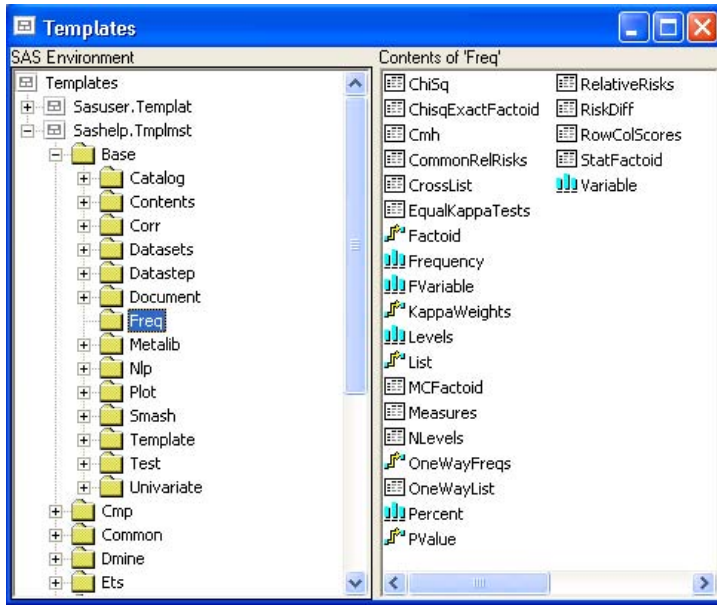 Templates
SAS Environment
Templates
Sasuser.Templat
Sashelp.Tmplmst
Base
Catalog
Contents
Corr
Datasets
Datastep
Document
Freq
Metalib
Nlp
Plot
Smash
Template
Test
Univariate
Cmp
Common
Dmine
Ets
Contents of 'Freq'
ChiSq
ChisqExactFactoid
Cmh
CommonRelRisks
CrossList
EqualKappaTests
Factoid
Frequency
FVariable
KappaWeights
Levels
List
MCFactoid
Measures
NLevels
OneWayFreqs
OneWayList
Percent
PValue
RelativeRisks
RiskDiff
RowColScores
StatFactoid
Variable